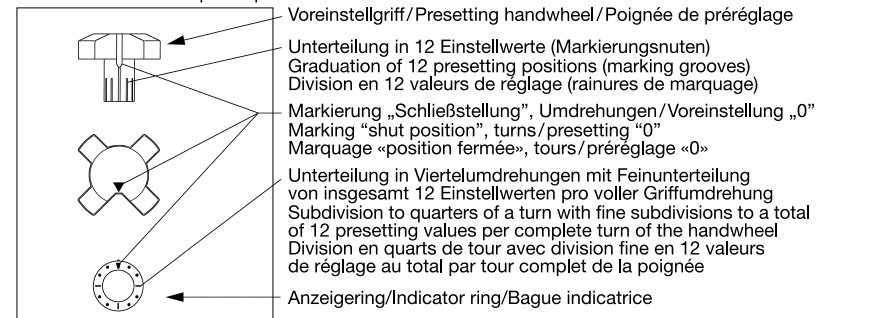 Voreinstellgriff/Presetting handwheel/Poignée de préréglage
Unterteilung in 12 Einstellwerte (Markierungsnuten)
Graduation of 12 presetting positions (marking grooves)
Division en 12 valeurs de réglage (rainures de marquage)
Markierung „Schließstellung”, Umdrehungen/Voreinstellung „0”
Marking “shut position”, turns/presetting “0”
Marquage «position fermée», tours/préréglage «0»
Unterteilung in Viertelumdrehungen mit Feinunterteilung
von insgesamt 12 Einstellwerten pro voller Griffumdrehung
Subdivision to quarters of a turn with fine subdivisions to a total
of 12 presetting values per complete turn of the handwheel
Division en quarts de tour avec division fine en 12 valeurs
de réglage au total par tour complet de la poignée
Anzeigering/Indicator ring/Bague indicatrice